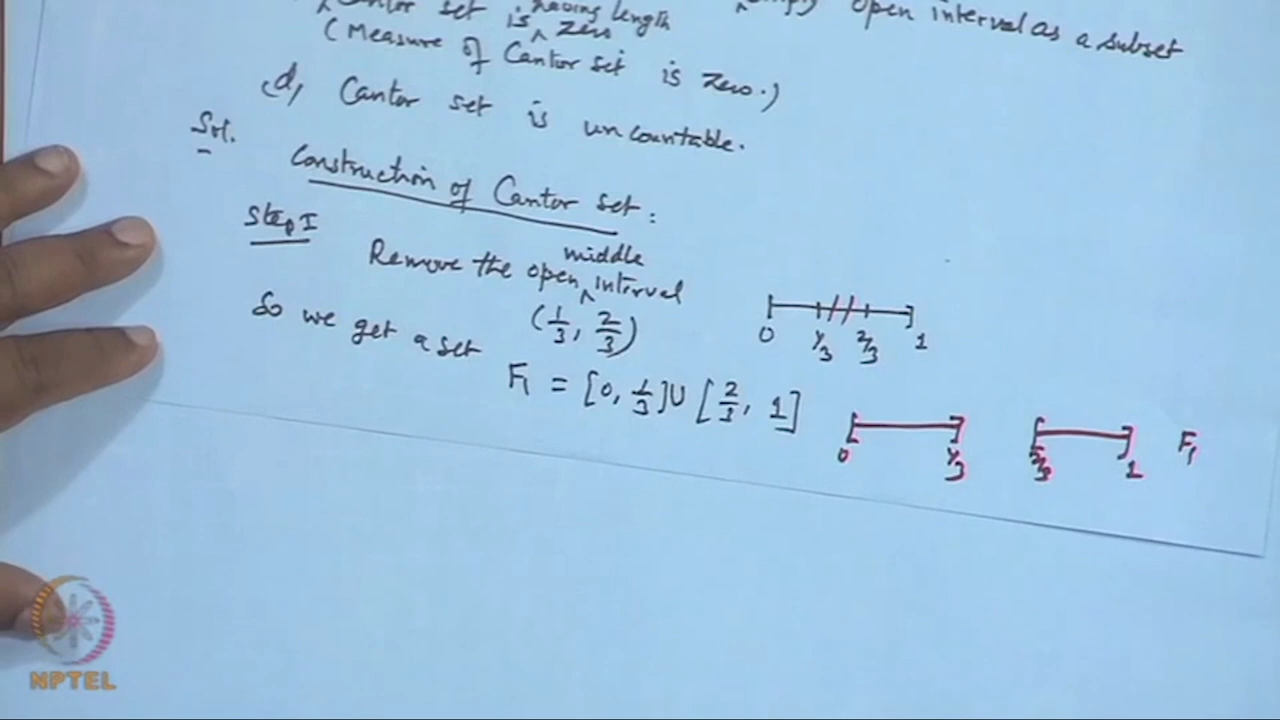 Cantor set is having length zero
open interval as a subset
(Measure of Cantor set is zero.)
(d) Cantor set is uncountable.
Sol.
Construction of Cantor set:
Step I
Remove the open middle interval
(1/3, 2/3)
0 1/3 2/3 1
So we get a set
F₁ = [0, 1/3] ∪ [2/3, 1]
0 1/3 2/3 1 F₁
NPTEL